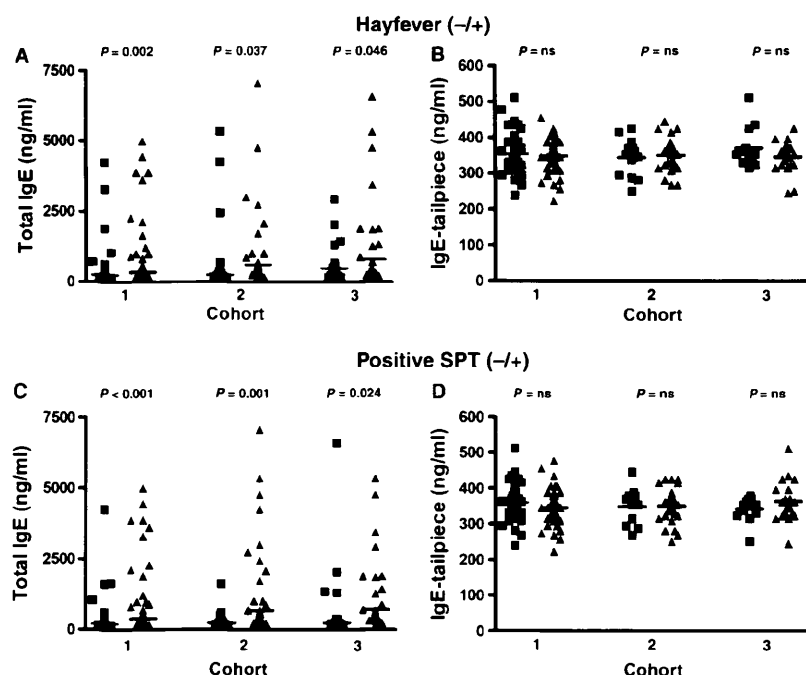 Hayfever (–/+)
A
P = 0.002 P = 0.037 P = 0.046
Total IgE (ng/ml)
7500
5000
2500
0
1 2 3
Cohort
B
P = ns P = ns P = ns
IgE-tailpiece (ng/ml)
600
500
400
300
200
100
0
1 2 3
Cohort
Positive SPT (–/+)
C
P < 0.001 P = 0.001 P = 0.024
Total IgE (ng/ml)
7500
5000
2500
0
1 2 3
Cohort
D
P = ns P = ns P = ns
IgE-tailpiece (ng/ml)
600
500
400
300
200
100
0
1 2 3
Cohort